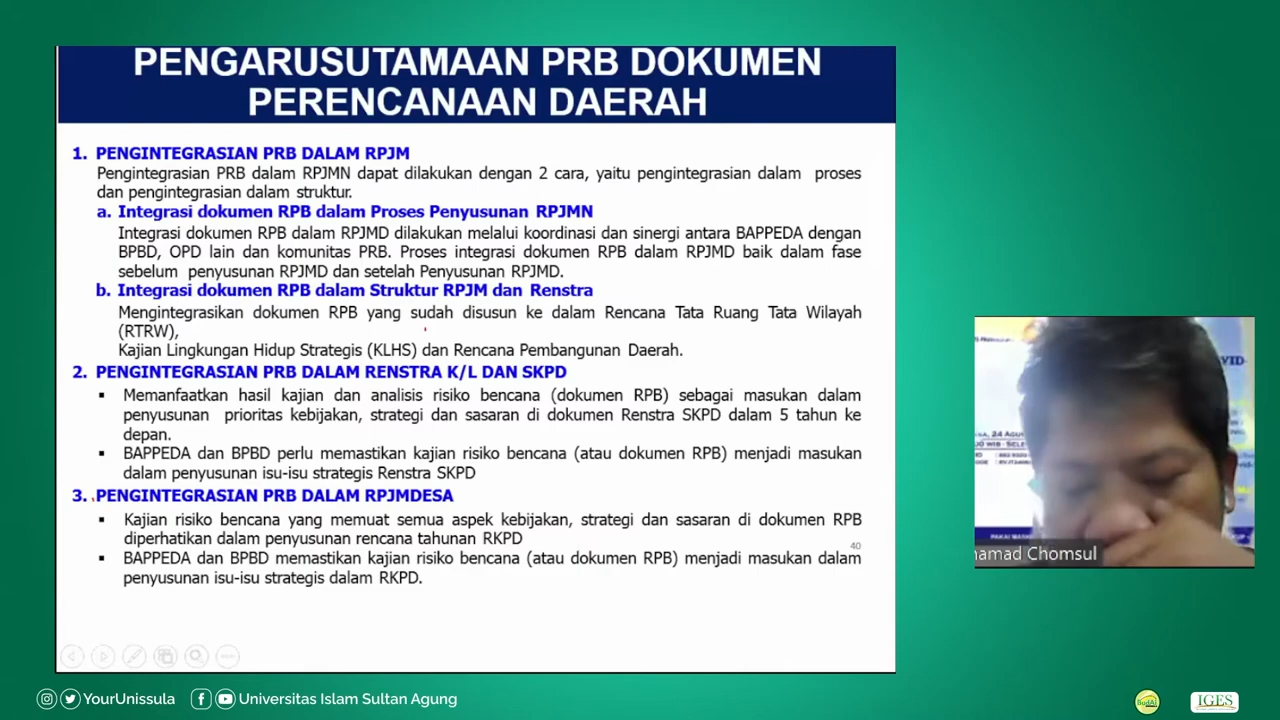 PENGARUSUTAMAAN PRB DOKUMEN
PERENCANAAN DAERAH
1. PENGINTEGRASIAN PRB DALAM RPJM
Pengintegrasian PRB dalam RPJMN dapat dilakukan dengan 2 cara, yaitu pengintegrasian dalam proses
dan pengintegrasian dalam struktur.
a. Integrasi dokumen RPB dalam Proses Penyusunan RPJMN
Integrasi dokumen RPB dalam RPJMD dilakukan melalui koordinasi dan sinergi antara BAPPEDA dengan
BPBD, OPD lain dan komunitas PRB. Proses integrasi dokumen RPB dalam RPJMD baik dalam fase
sebelum penyusunan RPJMD dan setelah Penyusunan RPJMD.
b. Integrasi dokumen RPB dalam Struktur RPJM dan Renstra
Mengintegrasikan dokumen RPB yang sudah disusun ke dalam Rencana Tata Ruang Tata Wilayah
(RTRW),
Kajian Lingkungan Hidup Strategis (KLHS) dan Rencana Pembangunan Daerah.
2. PENGINTEGRASIAN PRB DALAM RENSTRA K/L DAN SKPD
▪ Memanfaatkan hasil kajian dan analisis risiko bencana (dokumen RPB) sebagai masukan dalam
penyusunan prioritas kebijakan, strategi dan sasaran di dokumen Renstra SKPD dalam 5 tahun ke
depan.
▪ BAPPEDA dan BPBD perlu memastikan kajian risiko bencana (atau dokumen RPB) menjadi masukan
dalam penyusunan isu-isu strategis Renstra SKPD
3. PENGINTEGRASIAN PRB DALAM RPJMDESA
▪ Kajian risiko bencana yang memuat semua aspek kebijakan, strategi dan sasaran di dokumen RPB
diperhatikan dalam penyusunan rencana tahunan RKPD
▪ BAPPEDA dan BPBD memastikan kajian risiko bencana (atau dokumen RPB) menjadi masukan dalam
penyusunan isu-isu strategis dalam RKPD.
40
24 AGUS
hamad Chomsul
YourUnissula
Universitas Islam Sultan Agung
BudAi
IGES